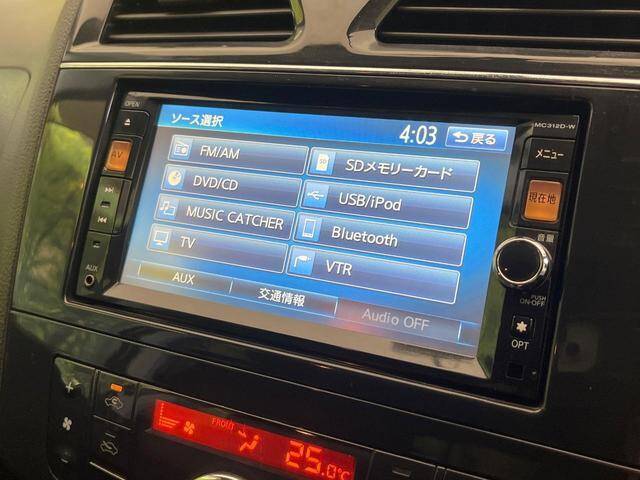 OPEN
MC312D-W
ソース選択
4:03
戻る
メニュー
AV
FM/AM
SDメモリーカード
DVD/CD
USB/iPod
現在地
MUSIC CATCHER
Bluetooth
音量
TV
VTR
AUX
AUX
交通情報
Audio OFF
PUSH
ON·OFF
OPT
FRONT
25.0°C